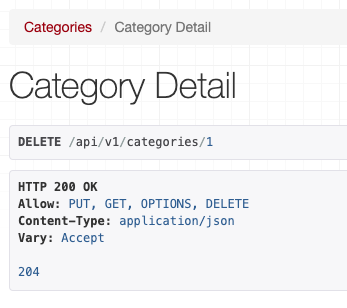 Categories / Category Detail
Category Detail
DELETE /api/v1/categories/1
HTTP 200 OK
Allow: PUT, GET, OPTIONS, DELETE
Content-Type: application/json
Vary: Accept
204